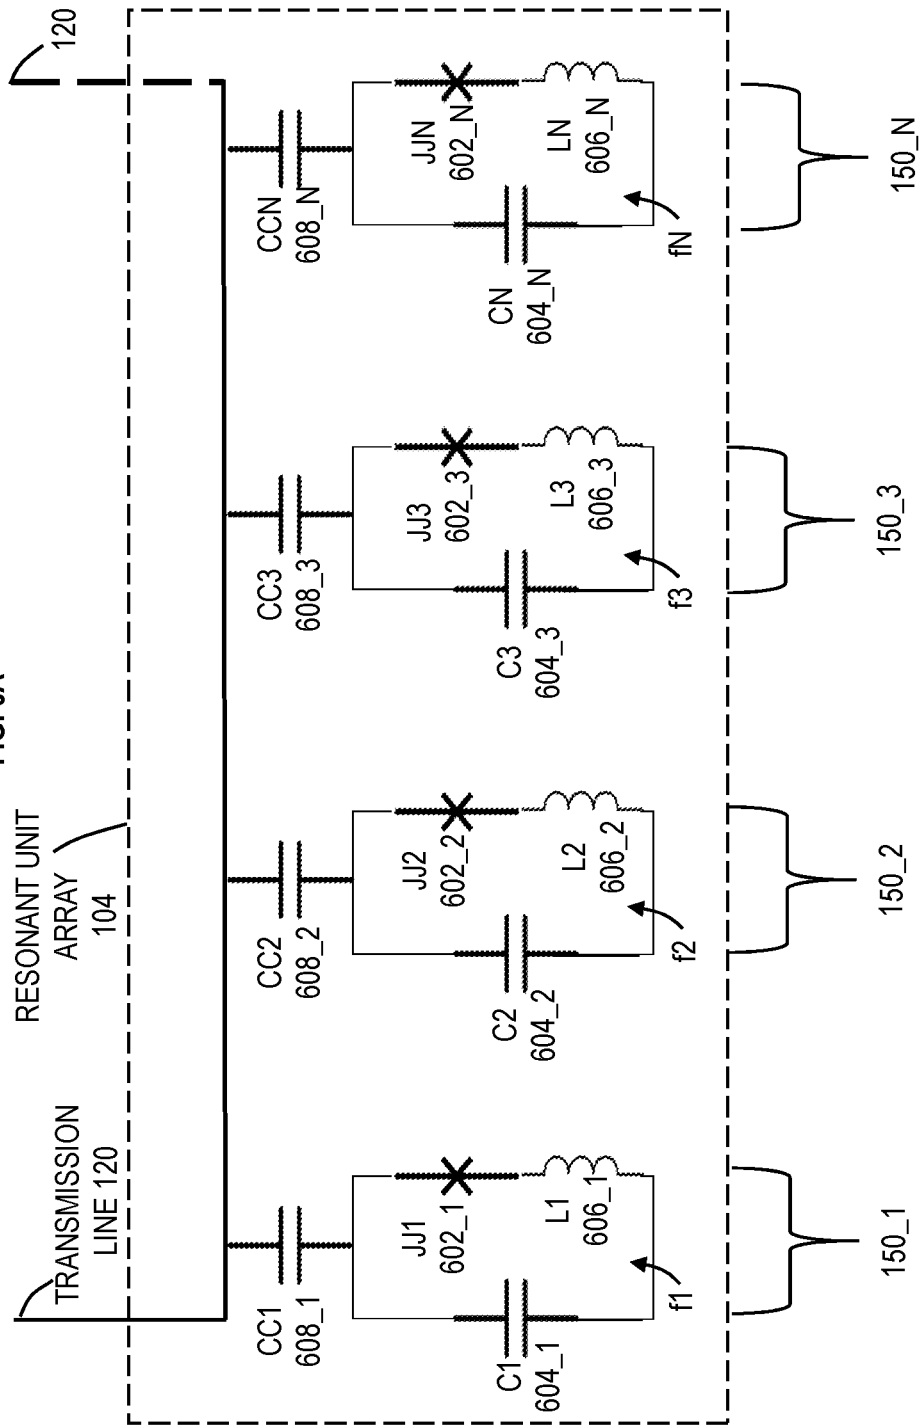 TRANSMISSION
LINE 120
RESONANT UNIT
ARRAY
104
120
CC1
608_1
CC2
608_2
CC3
608_3
CCN
608_N
JJ1
602_1
JJ2
602_2
JJ3
602_3
JJN
602_N
C1
604_1
C2
604_2
C3
604_3
CN
604_N
L1
606_1
L2
606_2
L3
606_3
LN
606_N
f1
f2
f3
fN
150_1
150_2
150_3
150_N